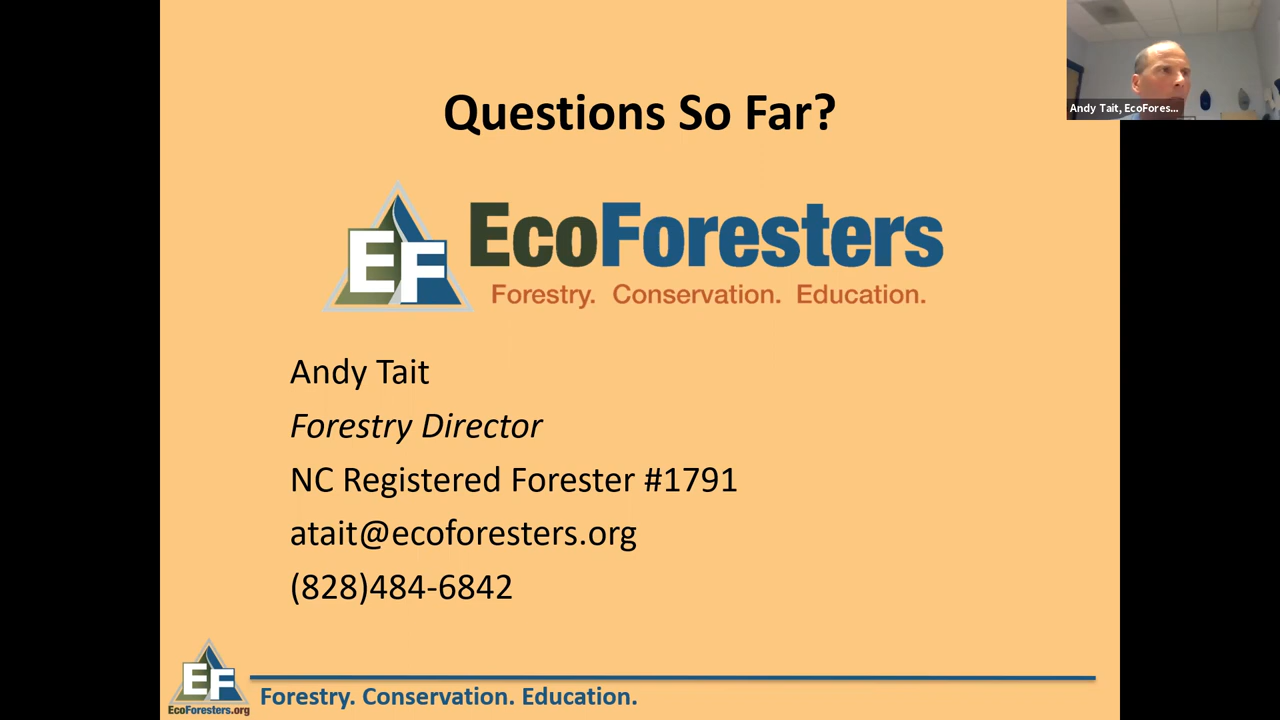 Questions So Far?
Andy Tait, EcoFores...
EF
EcoForesters
Forestry. Conservation. Education.
Andy Tait
Forestry Director
NC Registered Forester #1791
atait@ecoforesters.org
(828)484-6842
EF
EcoForesters.org
Forestry. Conservation. Education.